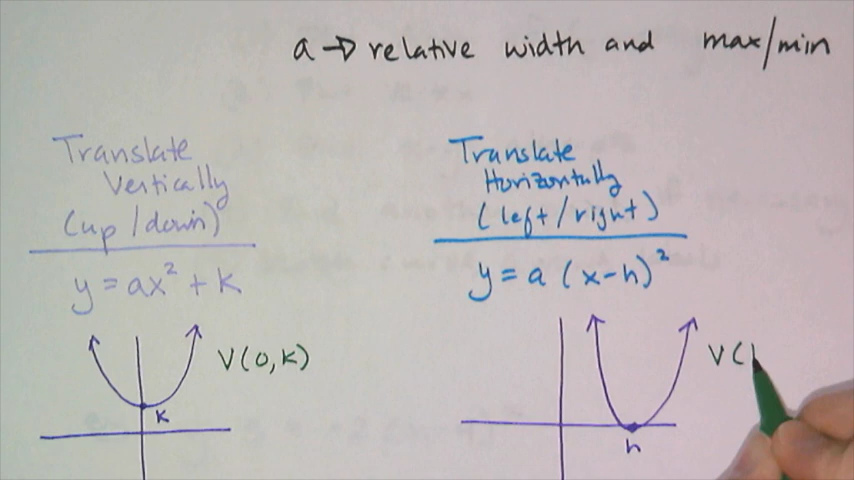 a → relative width and max/min
Translate
Vertically
(up/down)
y = ax² + k
V(0,k)
k
Translate
Horizontally
(left/right)
y = a (x-h)²
V(
h